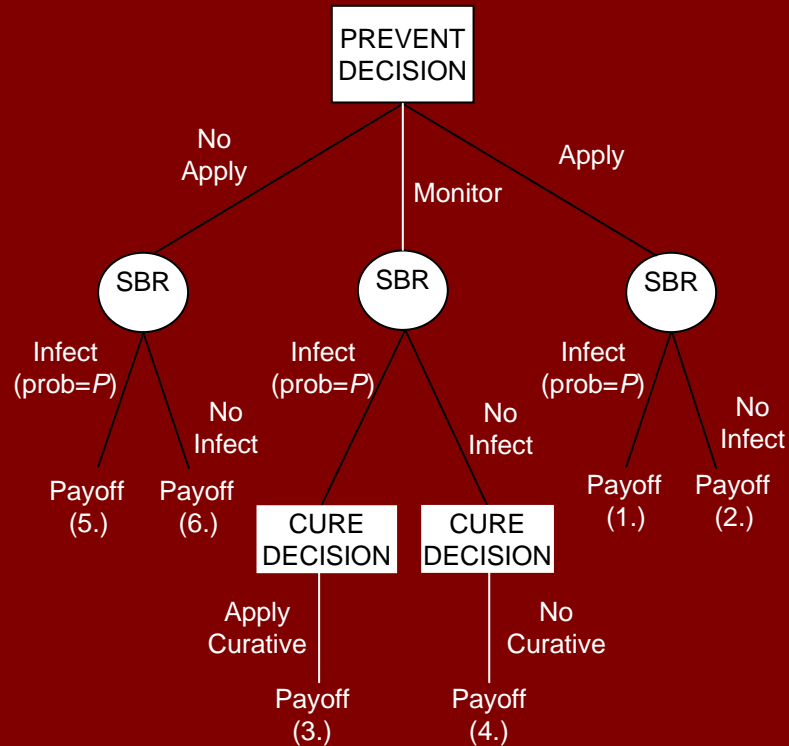 PREVENT
DECISION
No
Apply
Monitor
Apply
SBR
SBR
SBR
Infect
(prob=P)
No
Infect
Infect
(prob=P)
No
Infect
Infect
(prob=P)
No
Infect
Payoff
(5.)
Payoff
(6.)
CURE
DECISION
CURE
DECISION
Payoff
(1.)
Payoff
(2.)
Apply
Curative
No
Curative
Payoff
(3.)
Payoff
(4.)